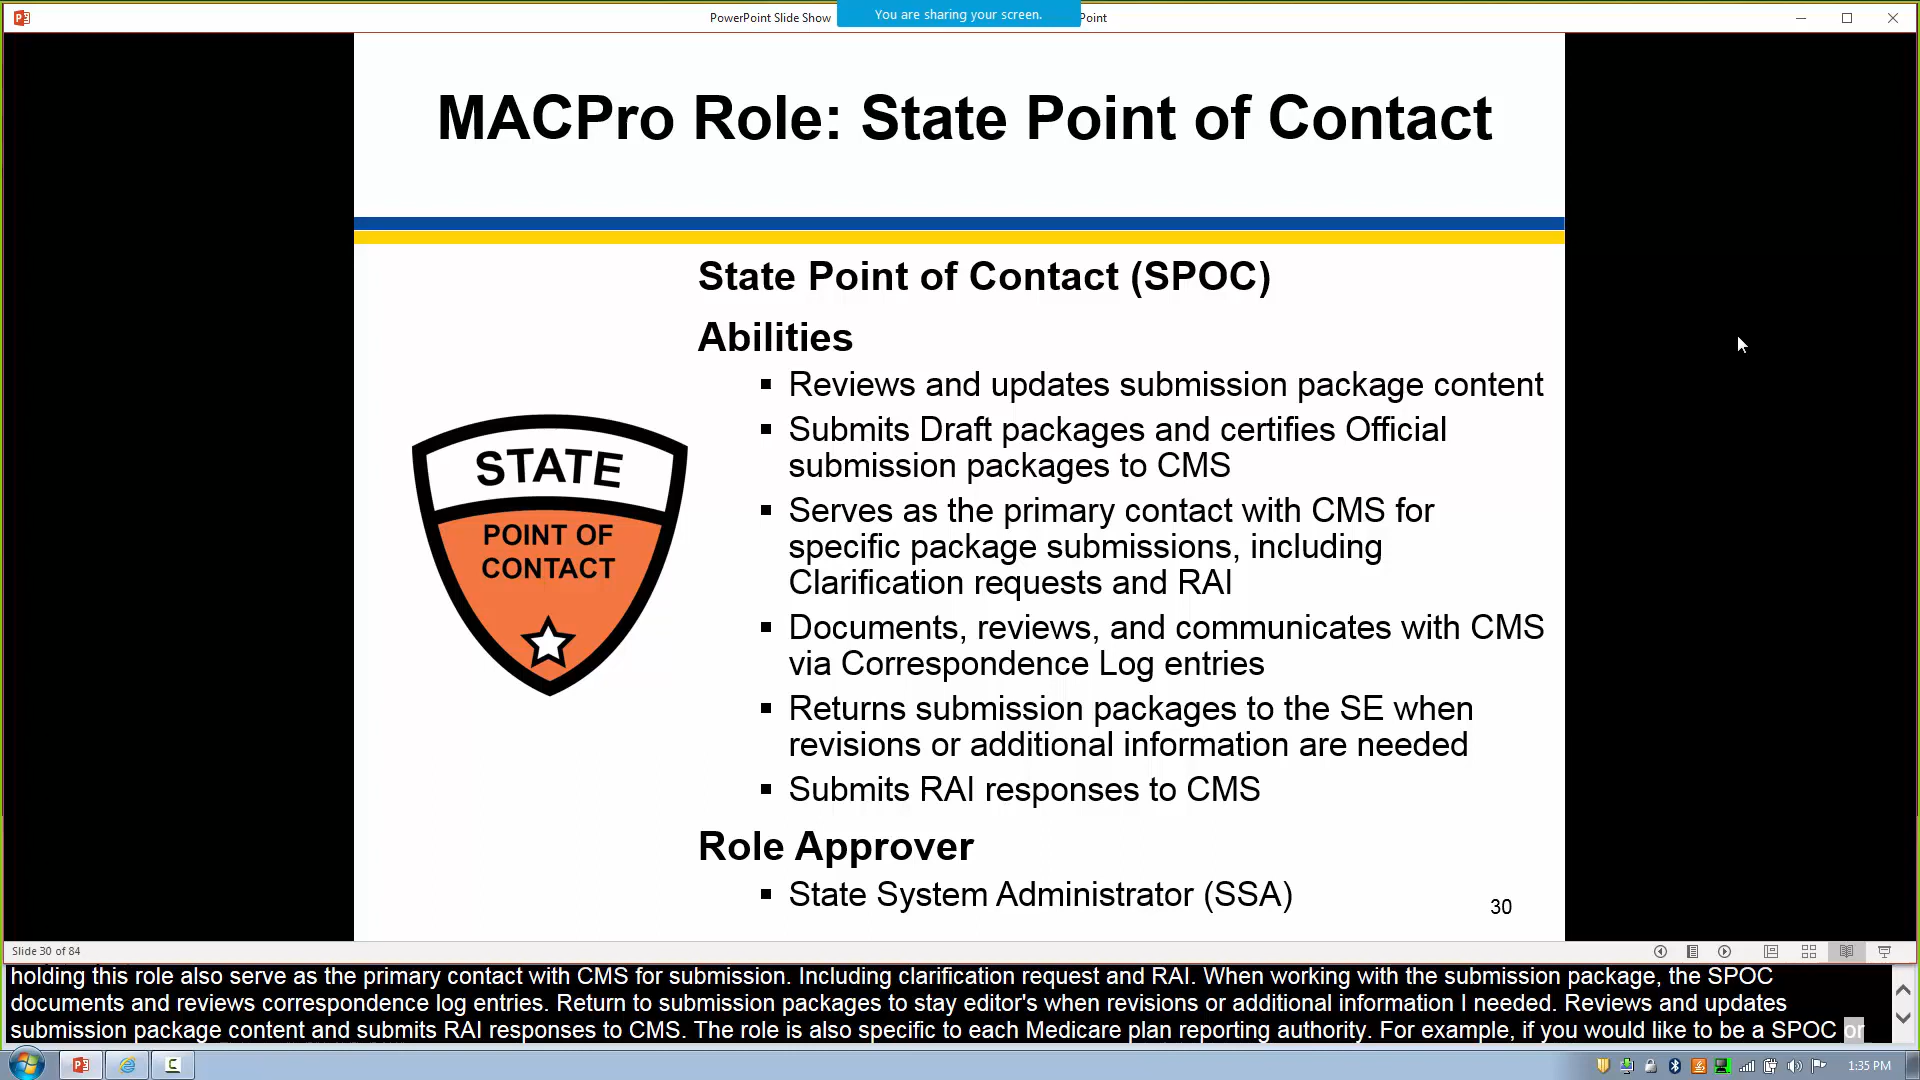 PowerPoint Slide Show
You are sharing your screen.
Point
MACPro Role: State Point of Contact
State Point of Contact (SPOC)
Abilities
▪ Reviews and updates submission package content
▪ Submits Draft packages and certifies Official
submission packages to CMS
▪ Serves as the primary contact with CMS for
specific package submissions, including
Clarification requests and RAI
▪ Documents, reviews, and communicates with CMS
via Correspondence Log entries
▪ Returns submission packages to the SE when
revisions or additional information are needed
▪ Submits RAI responses to CMS
Role Approver
▪ State System Administrator (SSA)
30
STATE
POINT OF
CONTACT
Slide 30 of 84
holding this role also serve as the primary contact with CMS for submission. Including clarification request and RAI. When working with the submission package, the SPOC
documents and reviews correspondence log entries. Return to submission packages to stay editor's when revisions or additional information I needed. Reviews and updates
submission package content and submits RAI responses to CMS. The role is also specific to each Medicare plan reporting authority. For example, if you would like to be a SPOC or
1:35 PM